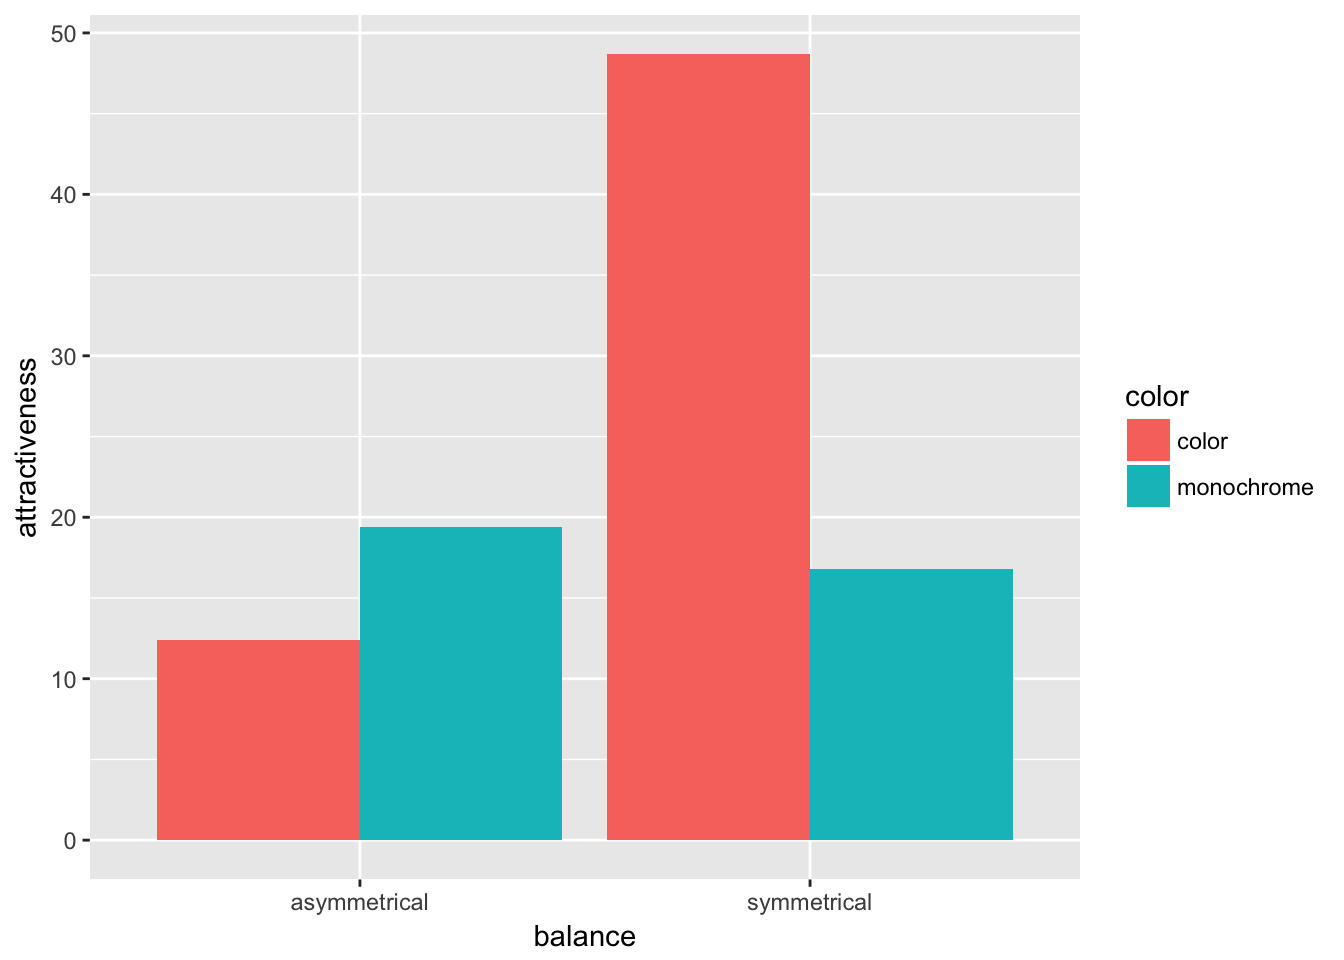 attractiveness
50
40
30
20
10
0
asymmetrical
symmetrical
balance
color
color
monochrome